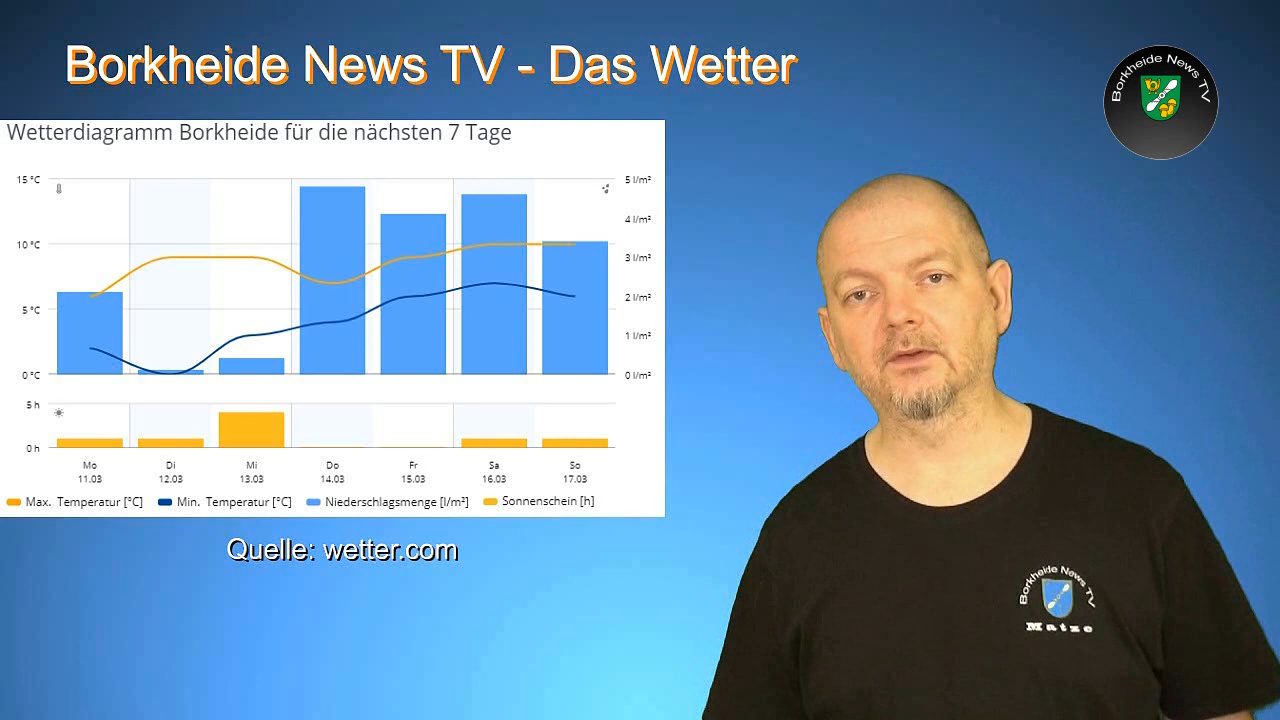 Borkheide News TV - Das Wetter
Borkheide News TV
Wetterdiagramm Borkheide für die nächsten 7 Tage
15 °C
5 l/m²
4 l/m²
10 °C
3 l/m²
2 l/m²
5 °C
1 l/m²
0 °C
0 l/m²
5 h
0 h
Mo Di Mi Do Fr Sa So
11.03 12.03 13.03 14.03 15.03 16.03 17.03
Max. Temperatur [°C] Min. Temperatur [°C] Niederschlagsmenge [l/m²] Sonnenschein [h]
Quelle: wetter.com
Borkheide News TV
Matze